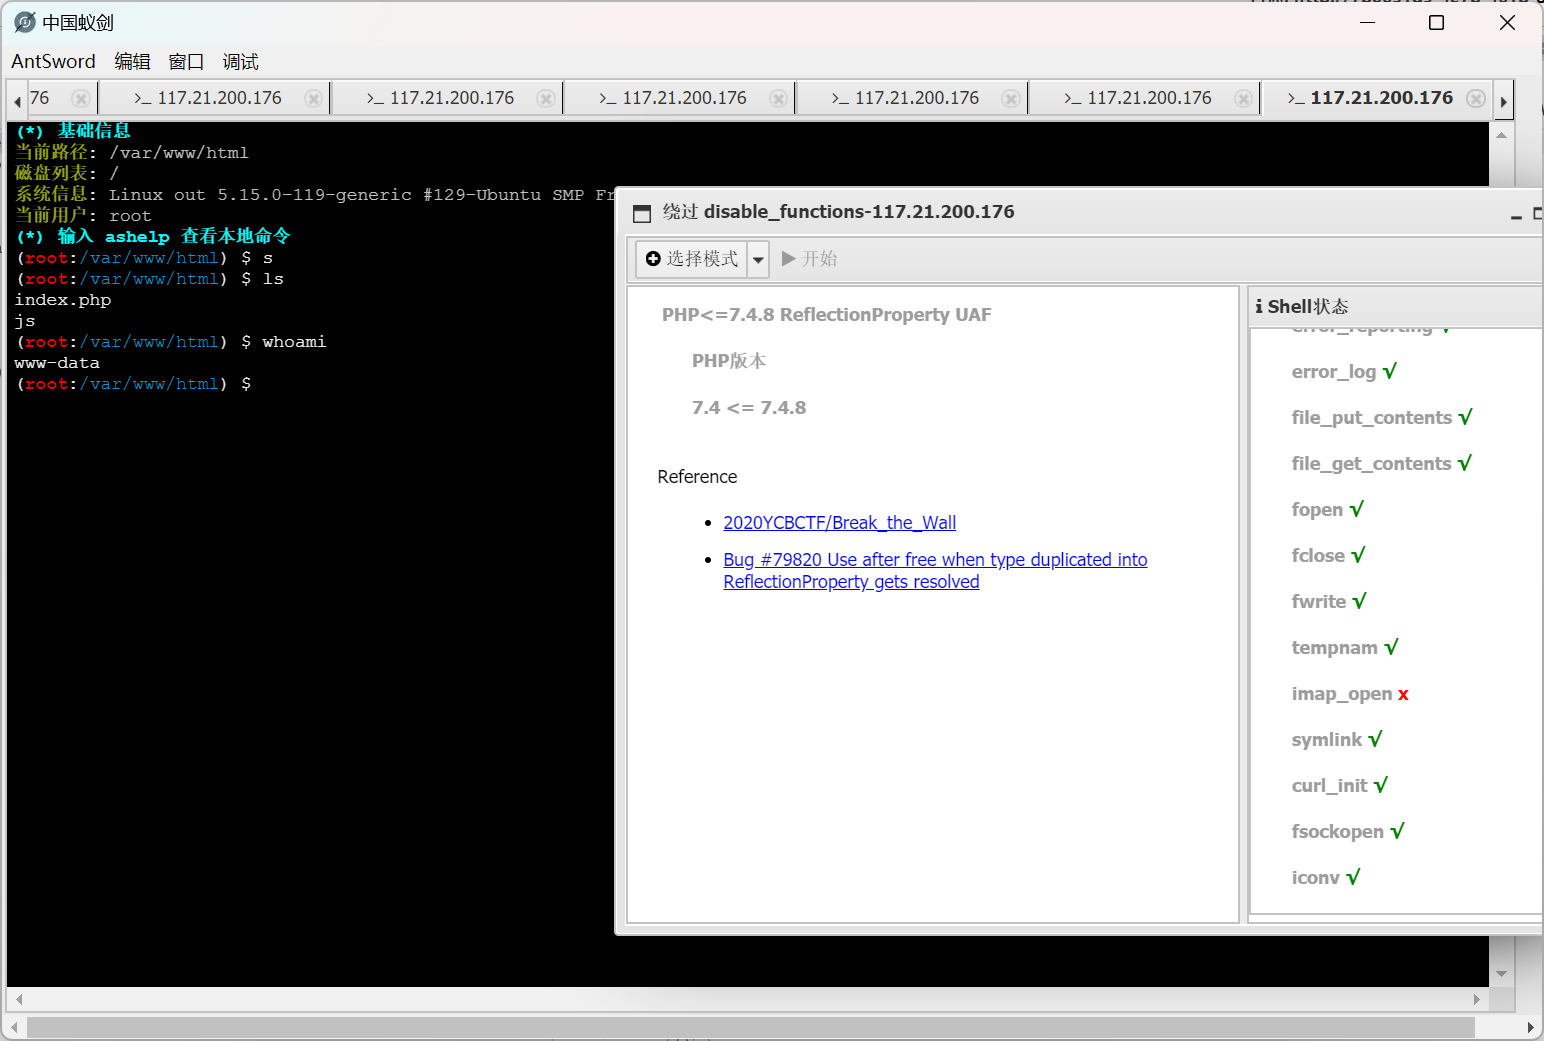 中国蚁剑
AntSword 编辑 窗口 调试
76 >_ 117.21.200.176 >_ 117.21.200.176 >_ 117.21.200.176 >_ 117.21.200.176 >_ 117.21.200.176 >_ 117.21.200.176
(*) 基础信息
当前路径: /var/www/html
磁盘列表: /
系统信息: Linux out 5.15.0-119-generic #129-Ubuntu SMP Fr
当前用户: root
(*) 输入 ashelp 查看本地命令
(root:/var/www/html) $ s
(root:/var/www/html) $ ls
index.php
js
(root:/var/www/html) $ whoami
www-data
(root:/var/www/html) $
绕过 disable_functions-117.21.200.176
选择模式 开始
PHP<=7.4.8 ReflectionProperty UAF
PHP版本
7.4 <= 7.4.8
Reference
• 2020YCBCTF/Break_the_Wall
• Bug #79820 Use after free when type duplicated into
ReflectionProperty gets resolved
Shell状态
error_reporting √
error_log √
file_put_contents √
file_get_contents √
fopen √
fclose √
fwrite √
tempnam √
imap_open x
symlink √
curl_init √
fsockopen √
iconv √